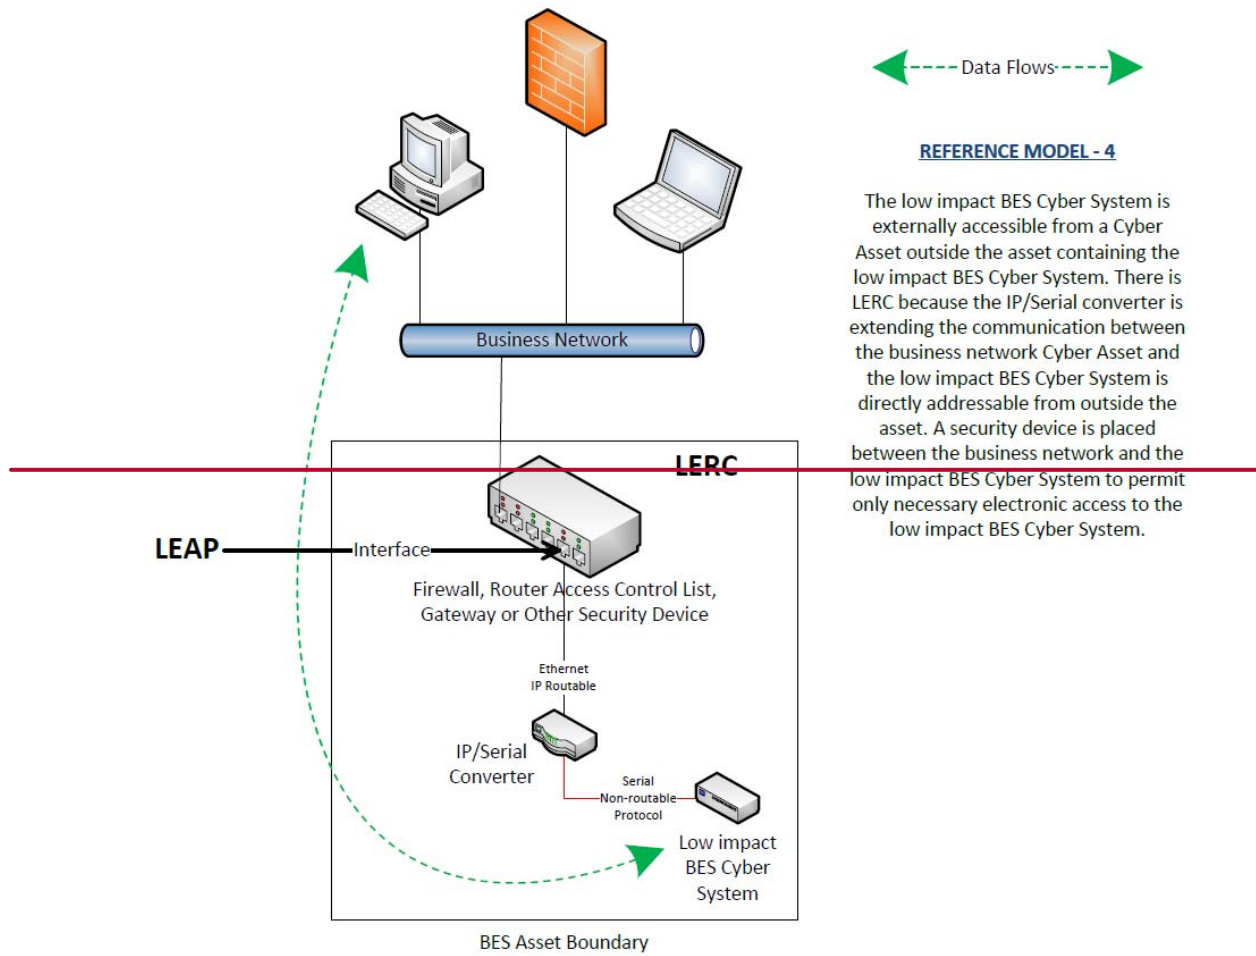 Data Flows
REFERENCE MODEL - 4
The low impact BES Cyber System is
externally accessible from a Cyber
Asset outside the asset containing the
low impact BES Cyber System. There is
LERC because the IP/Serial converter is
extending the communication between
the business network Cyber Asset and
the low impact BES Cyber System is
directly addressable from outside the
asset. A security device is placed
between the business network and the
low impact BES Cyber System to permit
only necessary electronic access to the
low impact BES Cyber System.
Business Network
LERC
LEAP
Interface
Firewall, Router Access Control List,
Gateway or Other Security Device
Ethernet
IP Routable
IP/Serial
Converter
Serial
Non-routable
Protocol
Low impact
BES Cyber
System
BES Asset Boundary